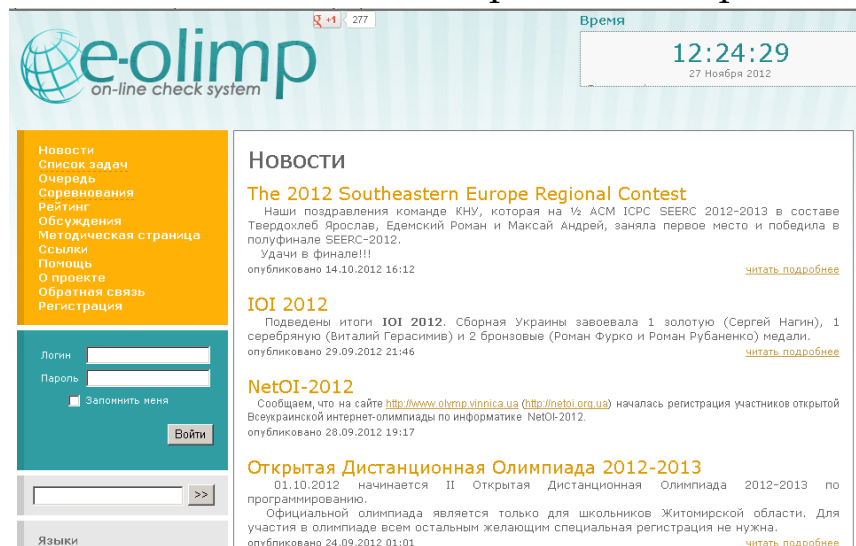 +1 277
Время
12:24:29
27 Ноября 2012
e-olimp
on-line check system
Новости
Список задач
Очередь
Соревнования
Рейтинг
Обсуждения
Методическая страница
Ссылки
Помощь
О проекте
Обратная связь
Регистрация
Логин
Пароль
Запомнить меня
Войти
>>
Языки
Новости
The 2012 Southeastern Europe Regional Contest
Наши поздравления команде КНУ, которая на ½ ACM ICPC SEERC 2012-2013 в составе
Твердохлеб Ярослав, Едемский Роман и Максай Андрей, заняла первое место и победила в
полуфинале SEERC-2012.
Удачи в финале!!!
опубликовано 14.10.2012 16:12 читать подробнее
IOI 2012
Подведены итоги IOI 2012. Сборная Украины завоевала 1 золотую (Сергей Нагин), 1
серебряную (Виталий Герасимив) и 2 бронзовые (Роман Фурко и Роман Рубаненко) медали.
опубликовано 29.09.2012 21:46 читать подробнее
NetOI-2012
Сообщаем, что на сайте http://www.olymp.vinnica.ua (http://netoi.org.ua) началась регистрация участников открытой
Всеукраинской интернет-олимпиады по информатике NetOI-2012.
опубликовано 28.09.2012 19:17
Открытая Дистанционная Олимпиада 2012-2013
01.10.2012 начинается II Открытая Дистанционная Олимпиада 2012-2013 по
программированию.
Официальной олимпиада является только для школьников Житомирской области. Для
участия в олимпиаде всем остальным желающим специальная регистрация не нужна.
опубликовано 24.09.2012 01:01 читать подробнее